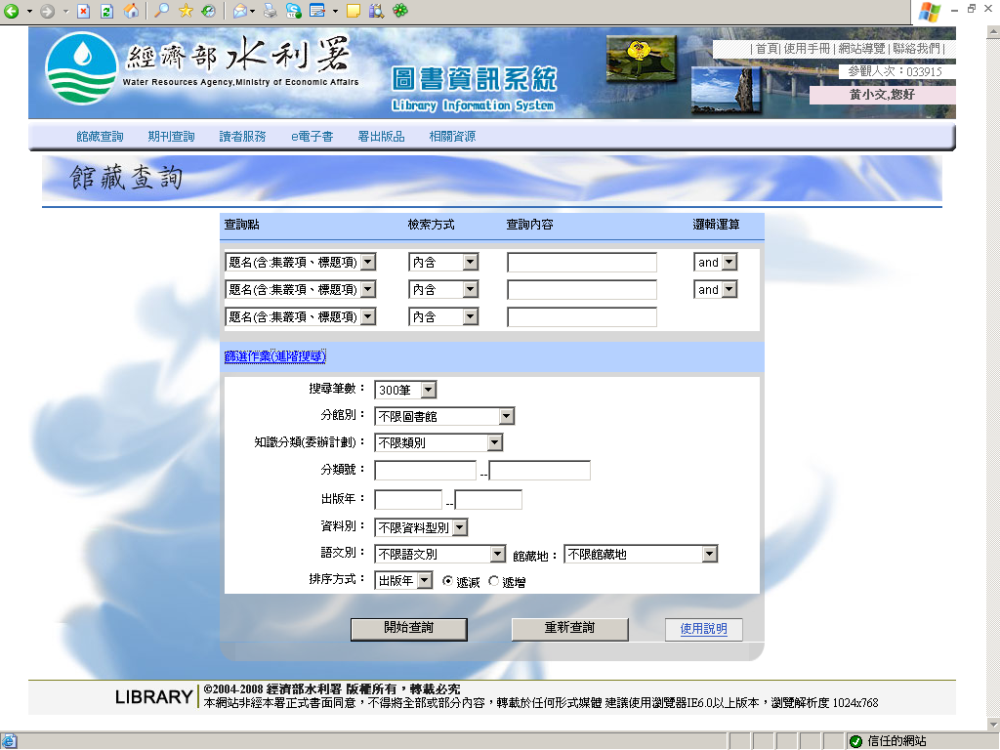 經濟部 水利署
Water Resources Agency,Ministry of Economic Affairs
圖書資訊系統
Library Information System
| 首頁| 使用手冊 | 網站導覽 | 聯絡我們 |
參觀人次：033915
黃小文,您好
館藏查詢 期刊查詢 讀者服務 e電子書 署出版品 相關資源
館藏查詢
查詢點 檢索方式 查詢內容 邏輯運算
題名(含:集叢項、標題項) 內含 and
題名(含:集叢項、標題項) 內含 and
題名(含:集叢項、標題項) 內含
篩選作業(進階搜尋)
搜尋筆數： 300筆
分館別： 不限圖書館
知識分類(委辦計劃)： 不限類別
分類號： --
出版年： --
資料別： 不限資料型別
語文別： 不限語文別 館藏地： 不限館藏地
排序方式： 出版年 遞減 遞增
開始查詢 重新查詢 使用說明
LIBRARY
©2004-2008 經濟部水利署 版權所有，轉載必究
本網站非經本署正式書面同意，不得將全部或部分內容，轉載於任何形式媒體 建議使用瀏覽器IE6.0以上版本，瀏覽解析度 1024x768
信任的網站